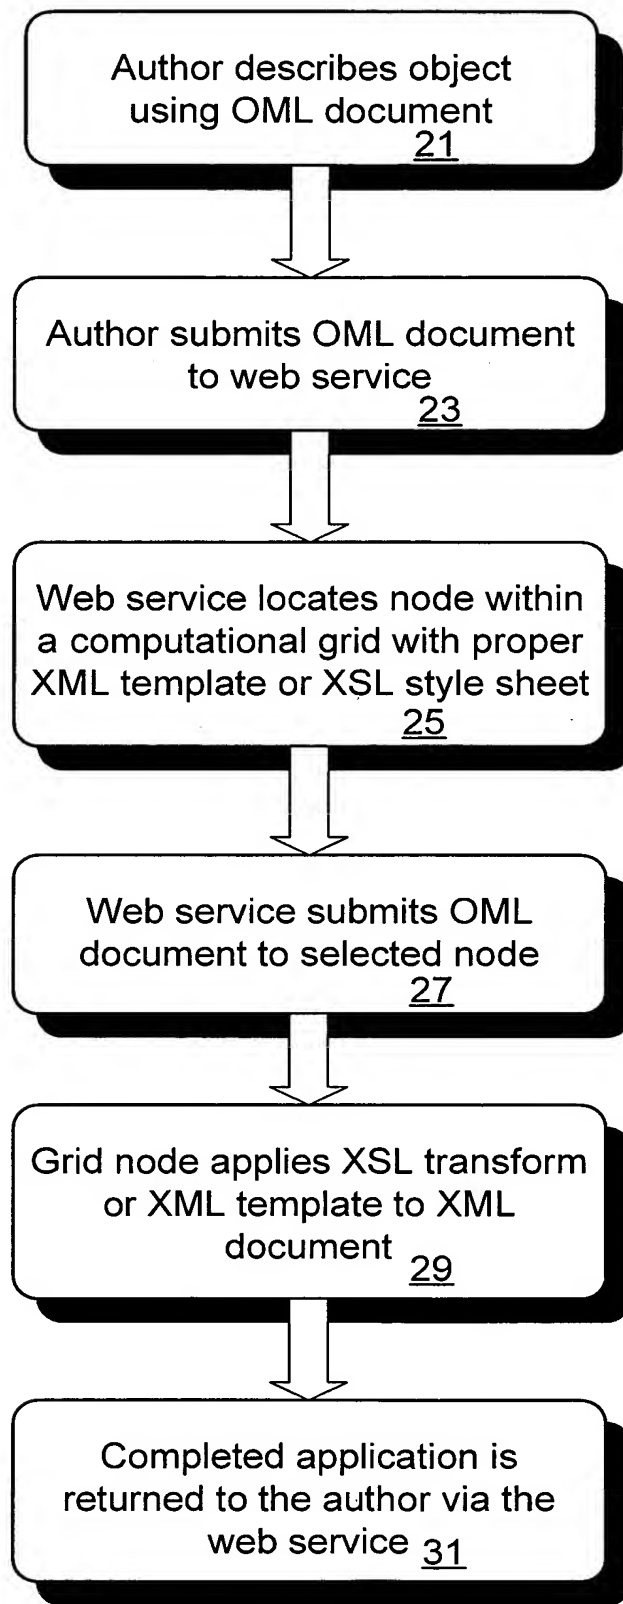 Author describes object
using OML document
21
Author submits OML document
to web service
23
Web service locates node within
a computational grid with proper
XML template or XSL style sheet
25
Web service submits OML
document to selected node
27
Grid node applies XSL transform
or XML template to XML
document
29
Completed application is
returned to the author via the
web service 31